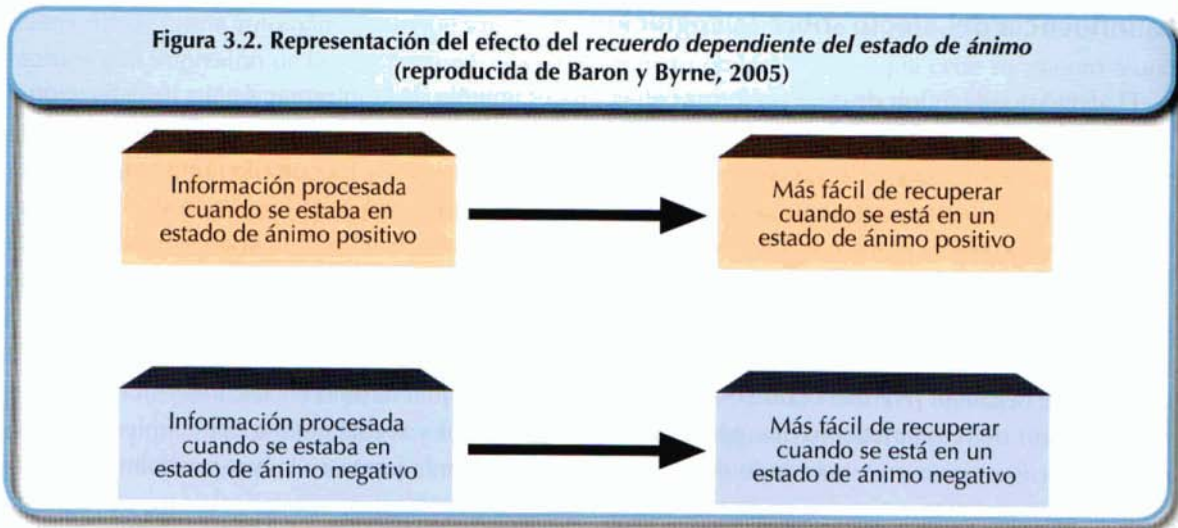 Figura 3.2. Representación del efecto del recuerdo dependiente del estado de ánimo
(reproducida de Baron y Byrne, 2005)
Información procesada
cuando se estaba en
estado de ánimo positivo
Más fácil de recuperar
cuando se está en un
estado de ánimo positivo
Información procesada
cuando se estaba en
estado de ánimo negativo
Más fácil de recuperar
cuando se está en un
estado de ánimo negativo